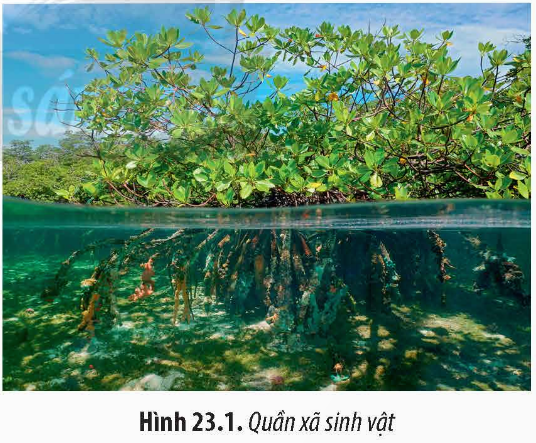 Hình 23.1. Quần xã sinh vật